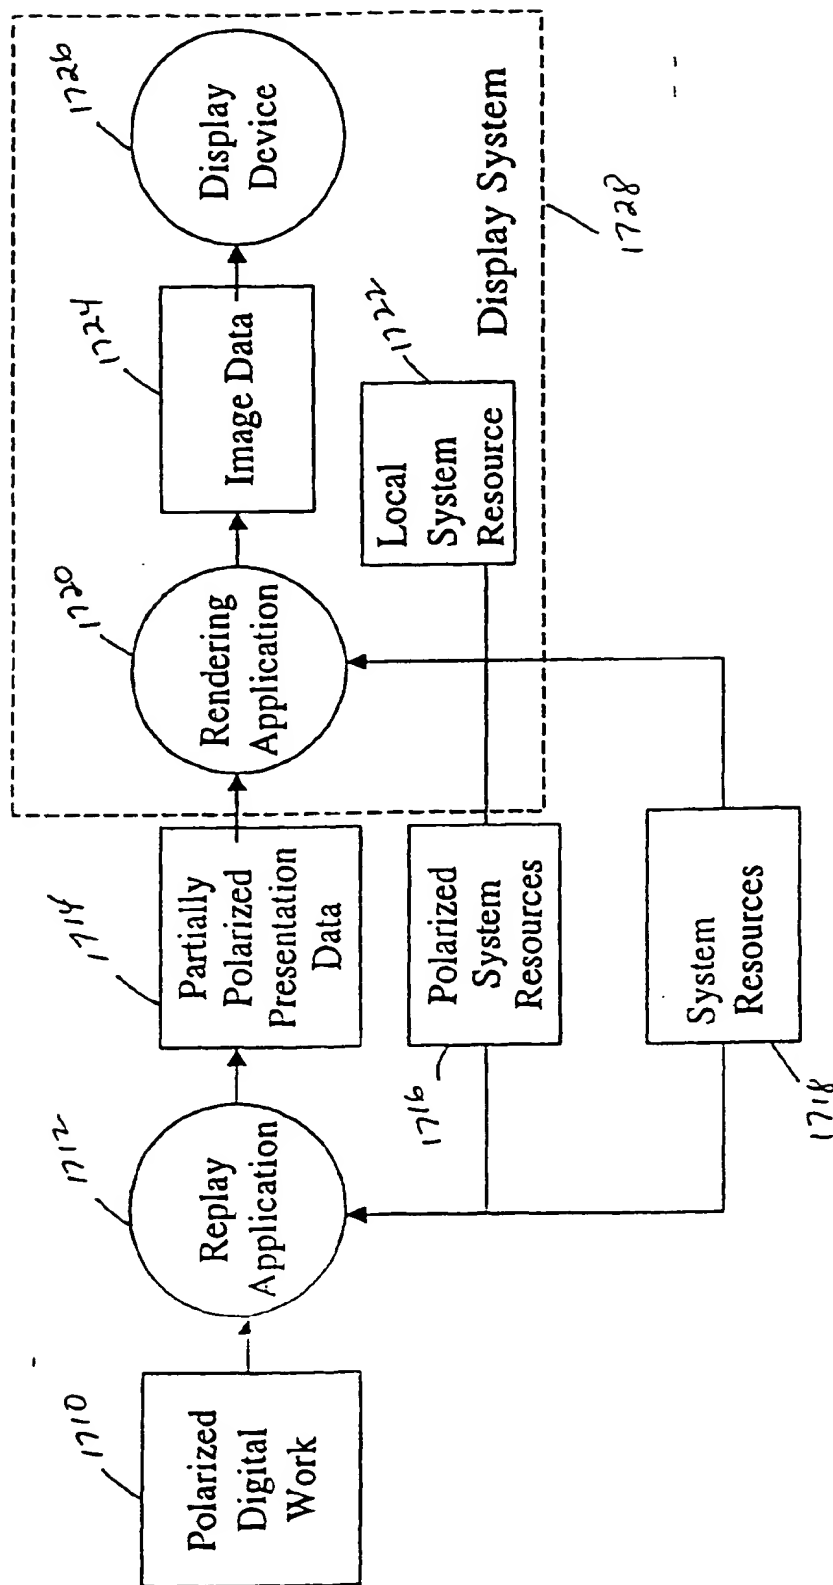 1710
Polarized
Digital
Work
1712
Replay
Application
1714
Partially
Polarized
Presentation
Data
1716
Polarized
System
Resources
1718
System
Resources
1720
Rendering
Application
1722
Local
System
Resource
1724
Image Data
1726
Display
Device
Display System
1728